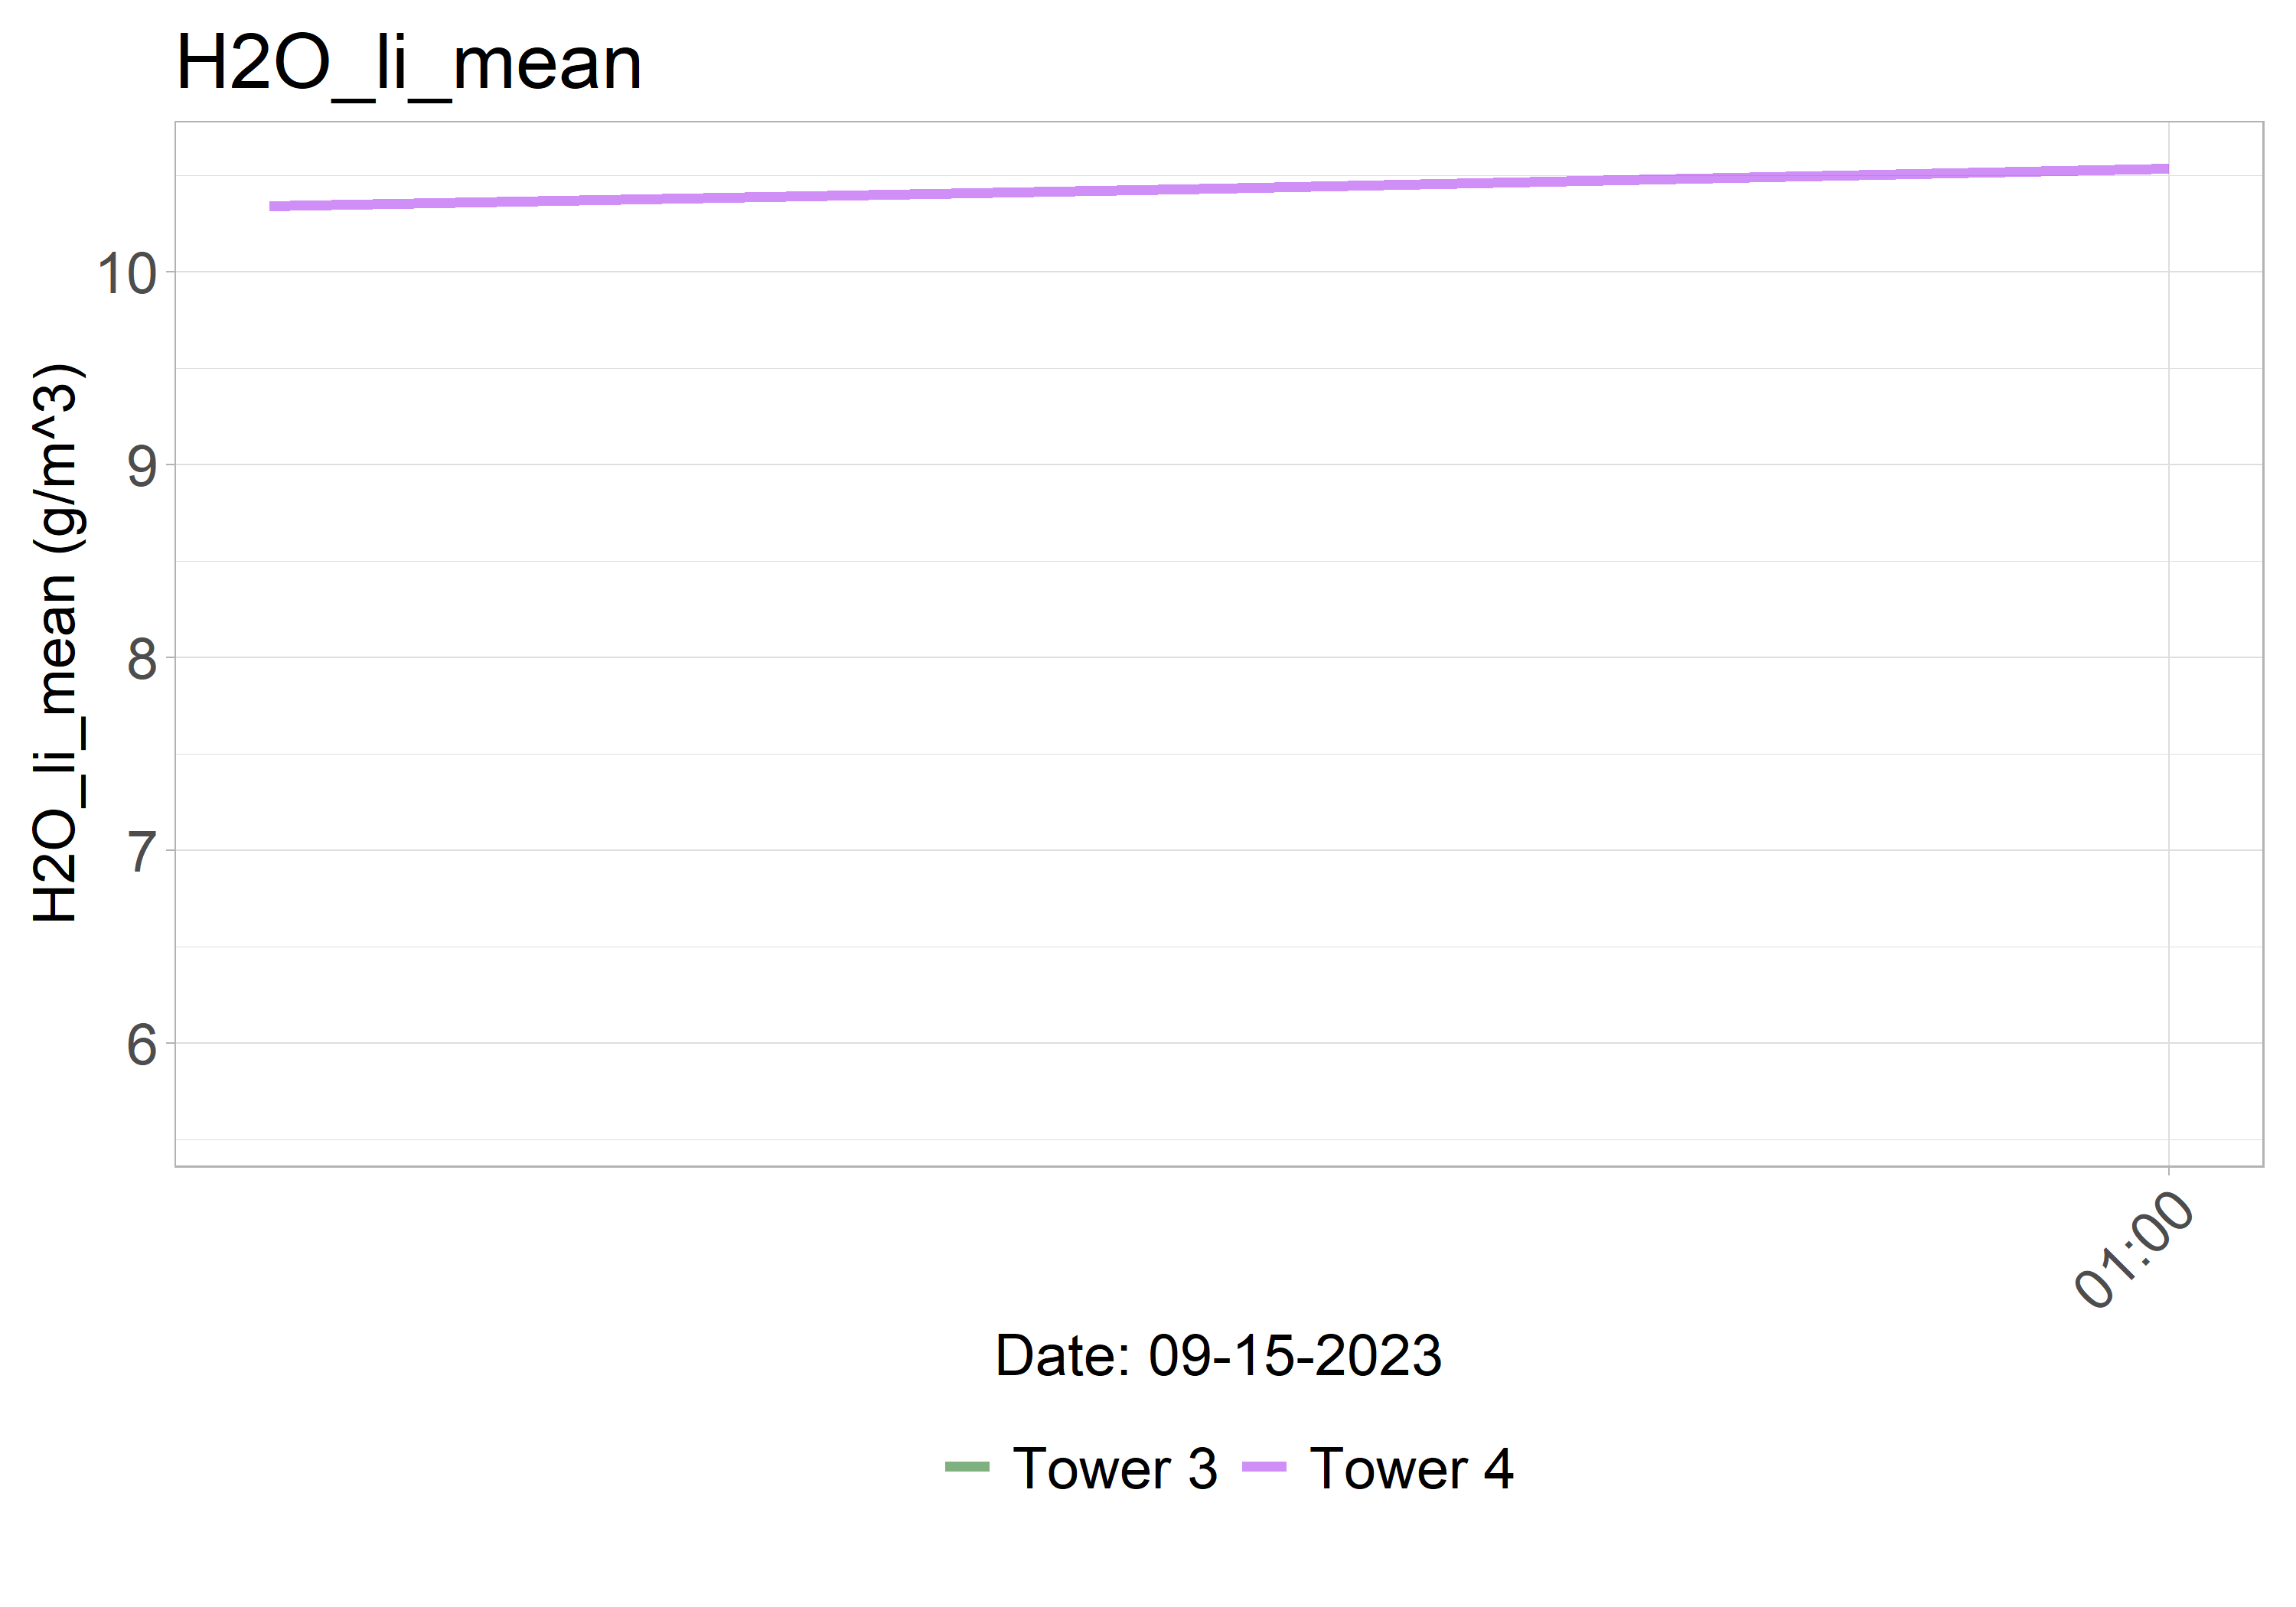 H2O_li_mean
H2O_li_mean (g/m^3)
10
9
8
7
6
01:00
Date: 09-15-2023
Tower 3 Tower 4